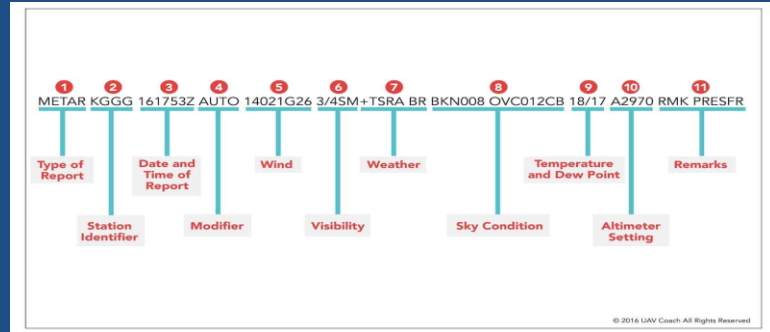 1 2 3 4 5 6 7 8 9 10 11
METAR KGGG 161753Z AUTO 14021G26 3/4SM+TSRA BR BKN008 OVC012CB 18/17 A2970 RMK PRESFR
Type of Report
Date and Time of Report
Wind
Weather
Temperature and Dew Point
Remarks
Station Identifier
Modifier
Visibility
Sky Condition
Altimeter Setting
© 2016 UAV Coach All Rights Reserved